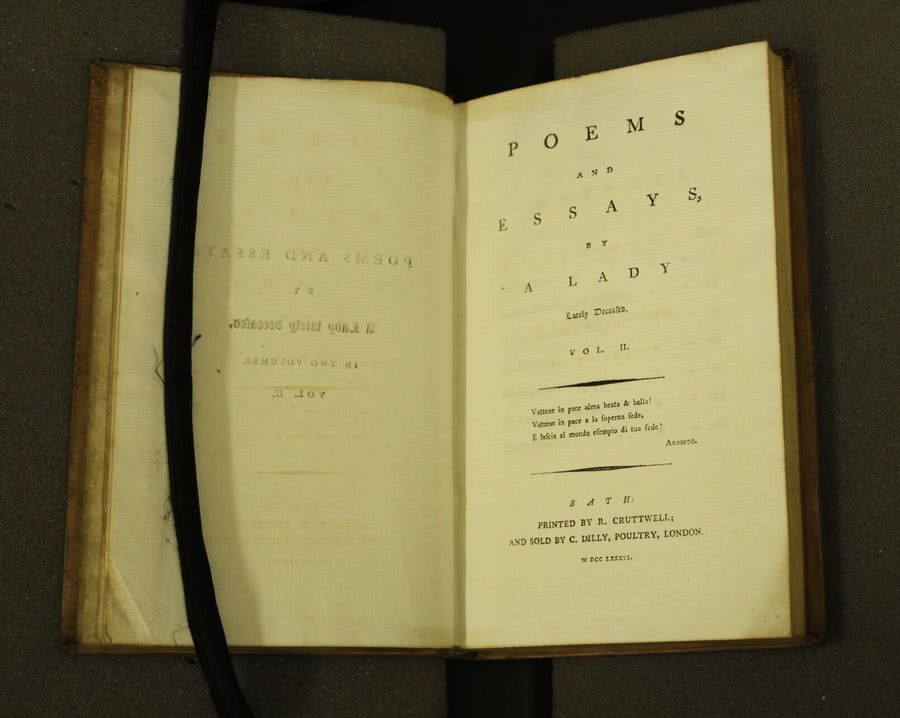 POEMS AND ESSAYS,
BY
A Lady lately Deceased.
IN TWO VOLUMES.
VOL. II.
POEMS
AND
ESSAYS,
BY
A LADY
Lately Deceaſed.
VOL. II.
Vattene in pace alma beata & bella!
Vattene in pace a la ſuperna ſede,
E laſcia al mondo eſempio di tua fede!
ARIOSTO.
BATH:
PRINTED BY R. CRUTTWELL;
AND SOLD BY C. DILLY, POULTRY, LONDON.
M DCC LXXXVI.